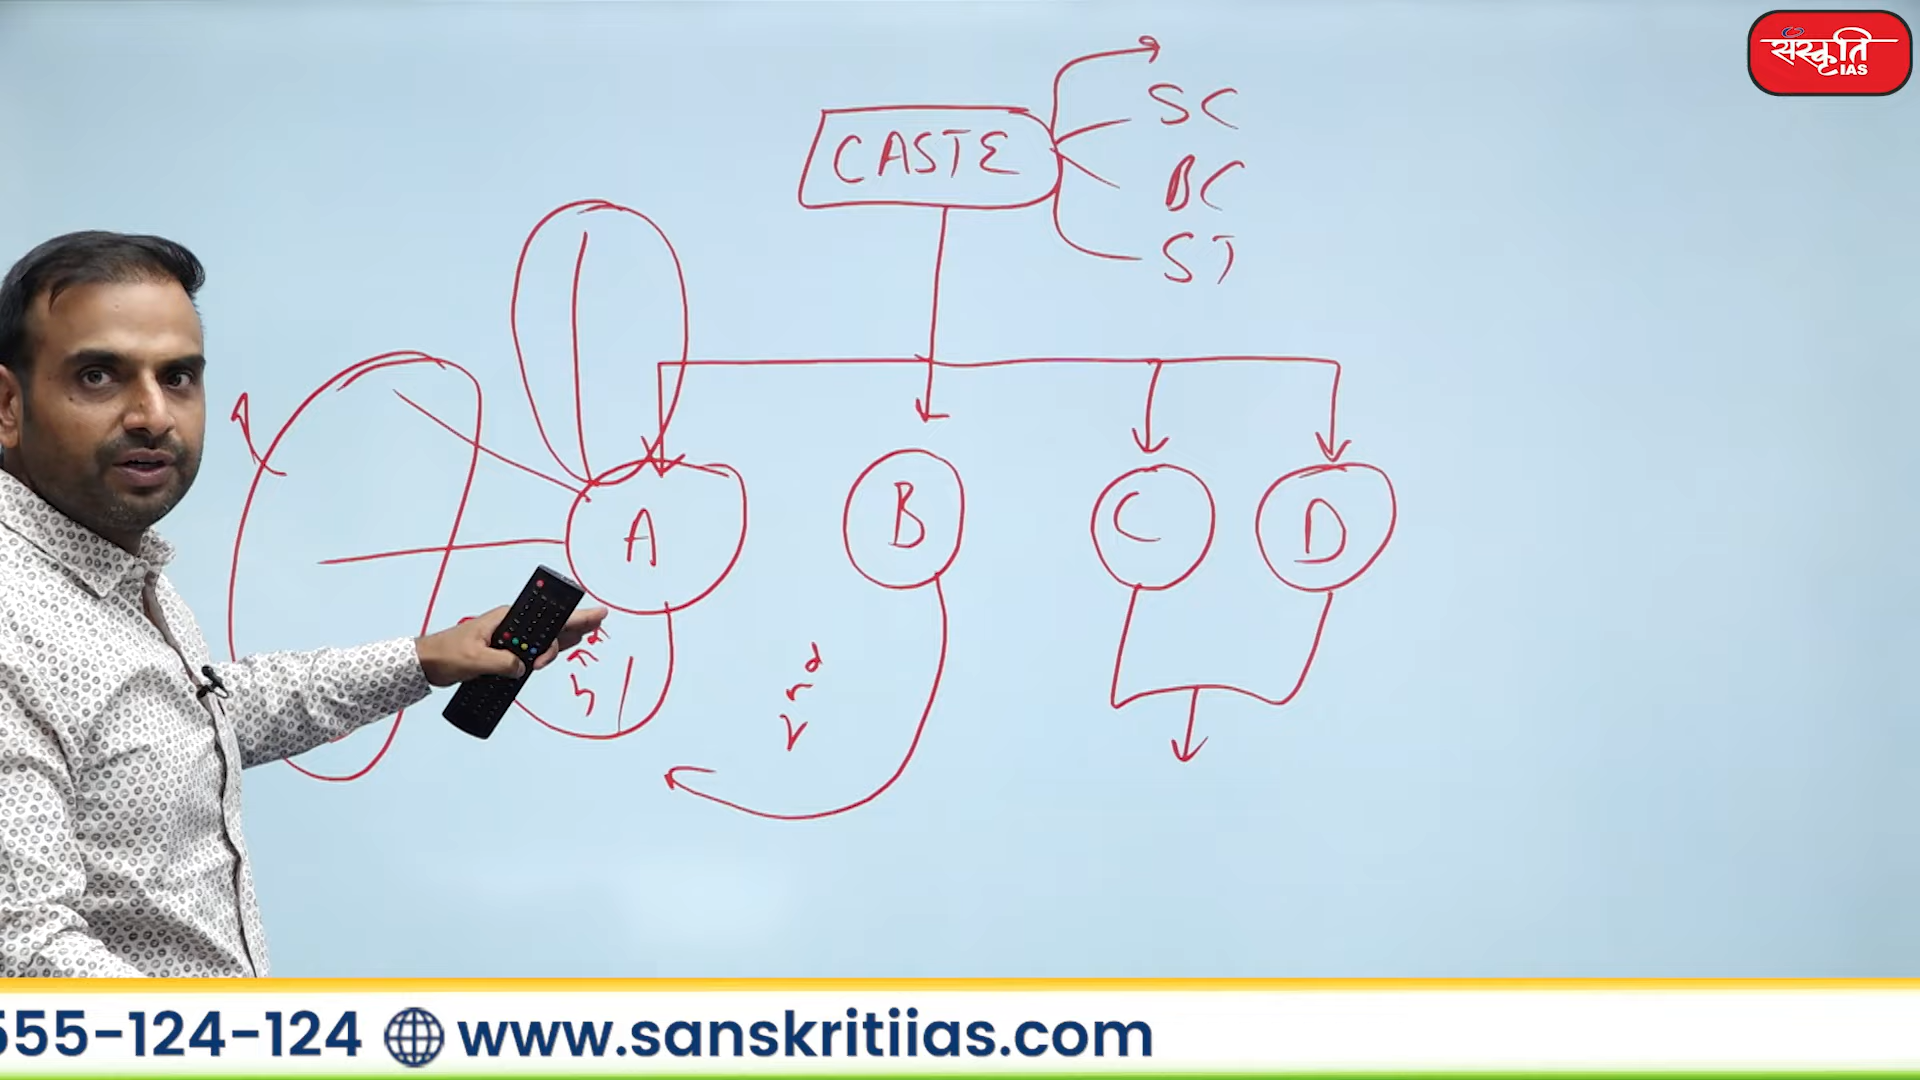 संस्कृति
IAS
CASTE
SC
BC
ST
A
B
C
D
555-124-124 www.sanskritiias.com